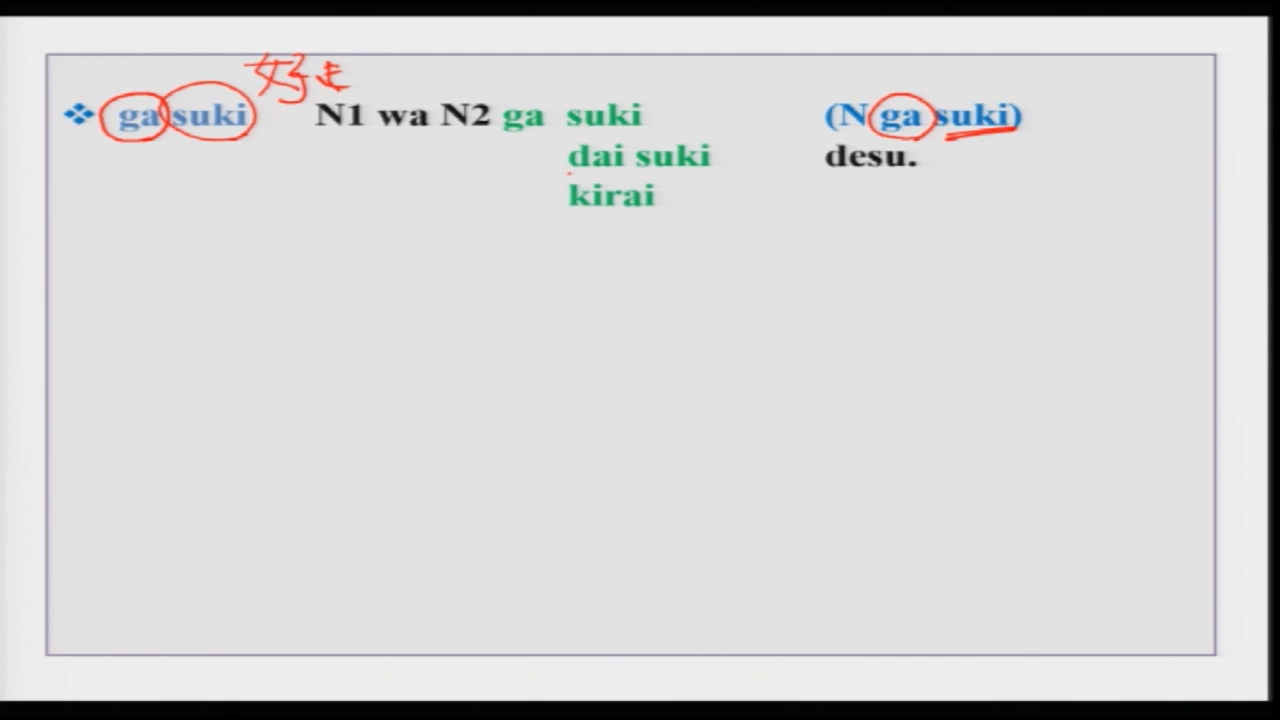 ❖ ga suki 好き N1 wa N2 ga suki (N ga suki)
dai suki desu.
kirai